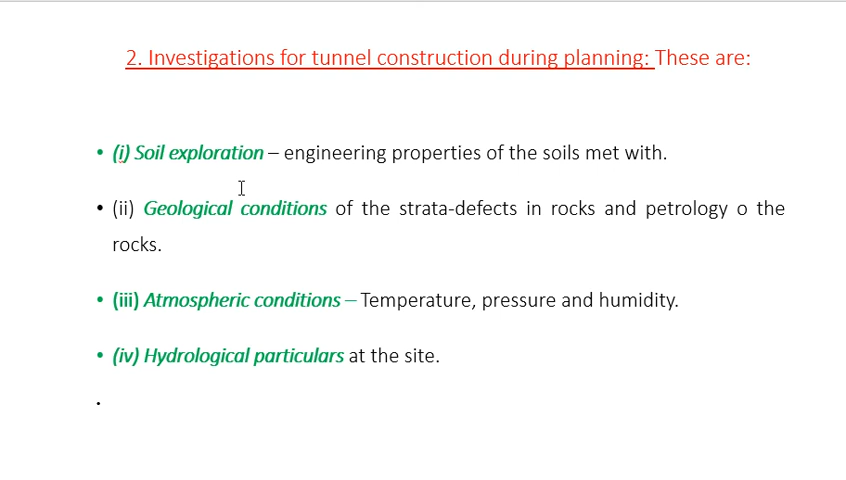 2. Investigations for tunnel construction during planning: These are:
• (i) Soil exploration – engineering properties of the soils met with.
• (ii) Geological conditions of the strata-defects in rocks and petrology o the
rocks.
• (iii) Atmospheric conditions – Temperature, pressure and humidity.
• (iv) Hydrological particulars at the site.
•